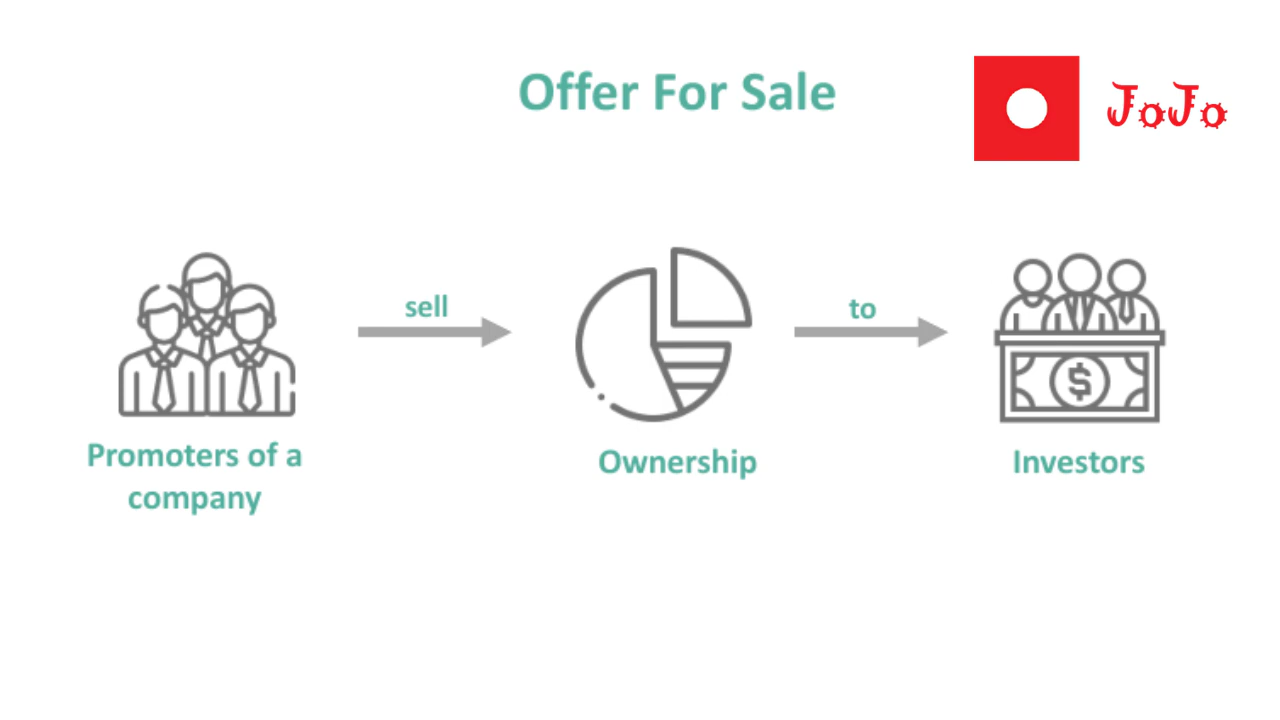 Offer For Sale
JoJo
sell
to
Promoters of a
company
Ownership
Investors
$